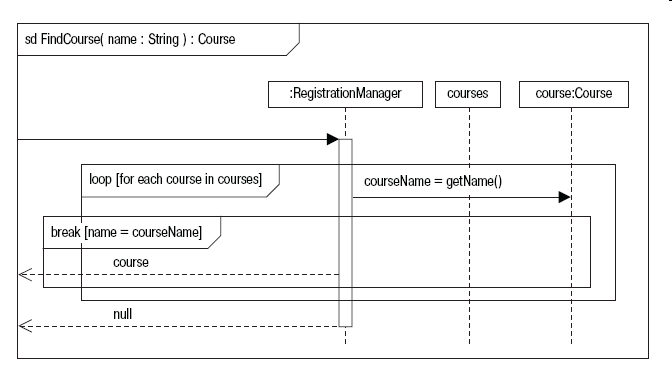 sd FindCourse( name : String ) : Course
:RegistrationManager
courses
course:Course
loop [for each course in courses]
courseName = getName()
break [name = courseName]
course
null